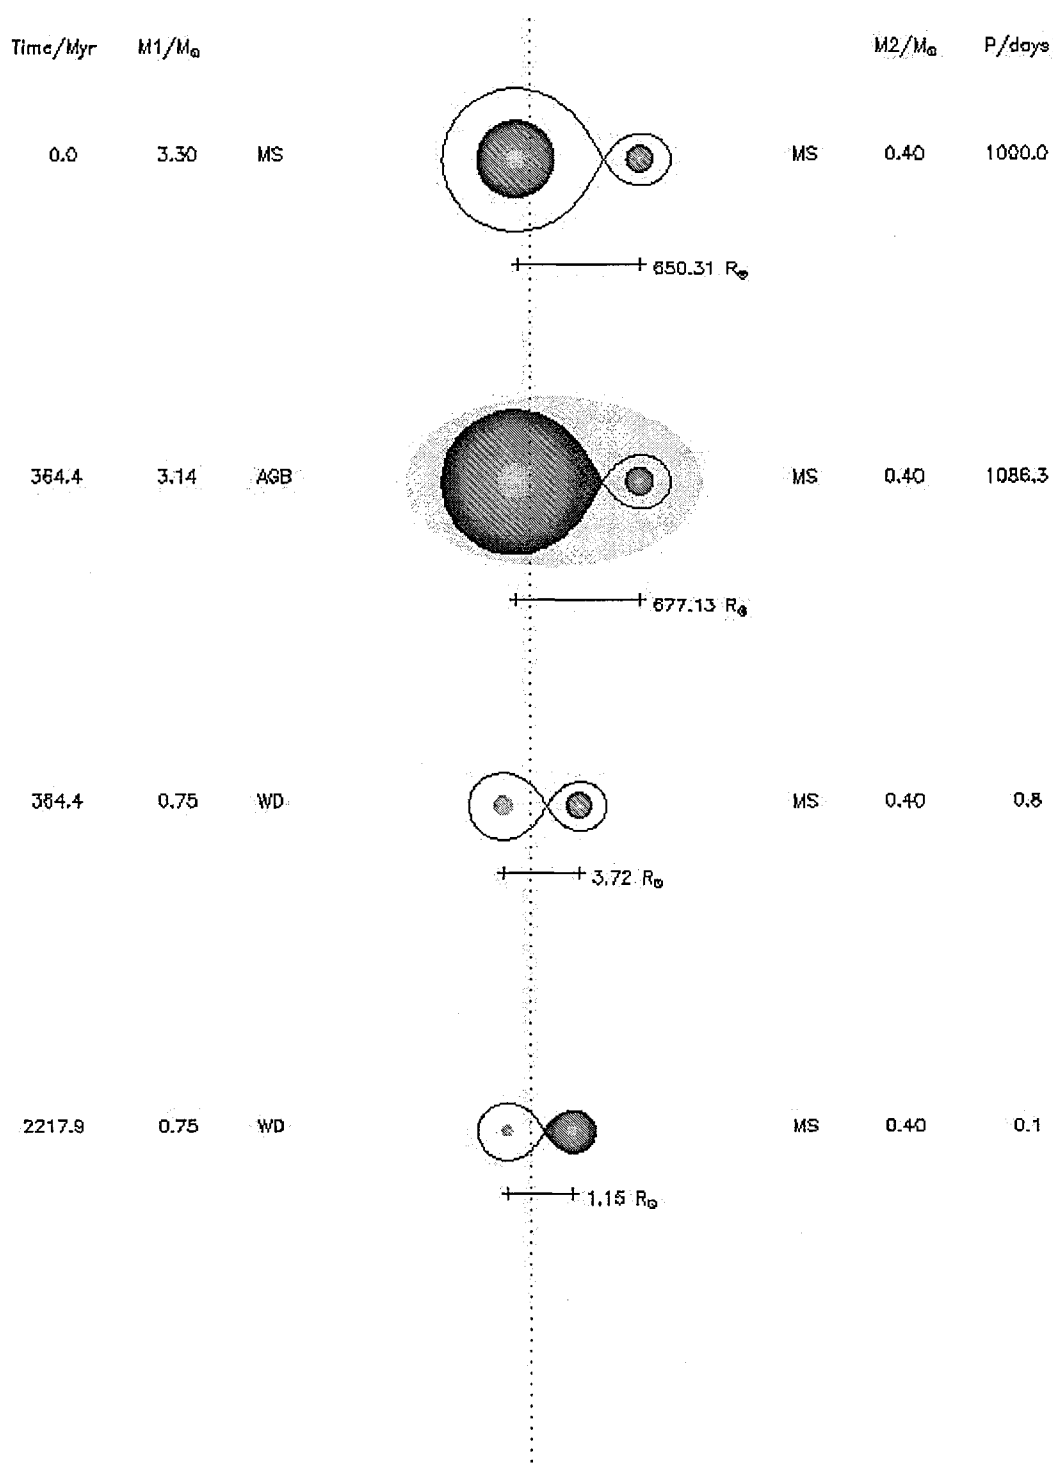 Time/Myr M1/M⊙ M2/M⊙ P/days
0.0 3.30 MS MS 0.40 1000.0
650.31 R⊙
364.4 3.14 AGB MS 0.40 1086.3
677.13 R⊙
364.4 0.75 WD MS 0.40 0.8
3.72 R⊙
2217.9 0.75 WD MS 0.40 0.1
1.15 R⊙